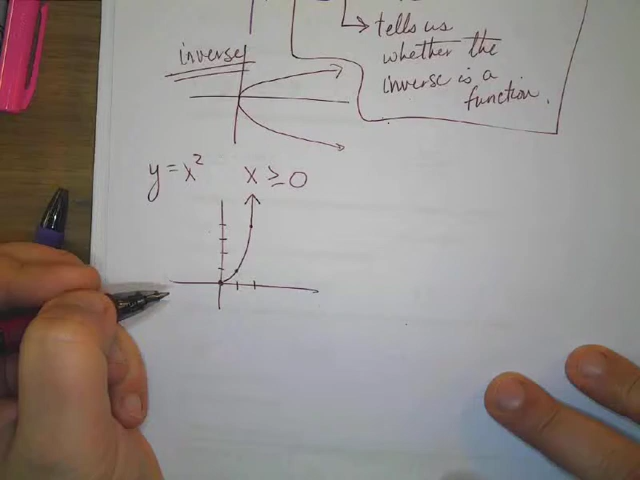 tells us
whether the
inverse is a
function.
inverse
y = x² x ≥ 0